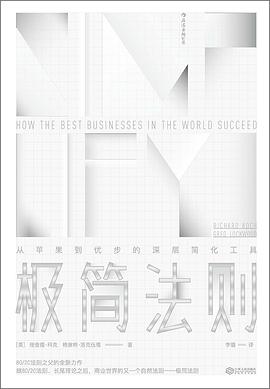 HOW THE BEST BUSINESSES IN THE WORLD SUCCEED
RICHARD KOCH
GREG LOCKWOOD
从苹果到优步的深层简化工具
极简法则
[英] 理查德·科克 格雷格·洛克伍德 著 李璐 译
80/20法则之父的全新力作
继80/20法则、长尾理论之后，商业世界的又一个自然法则——极简法则